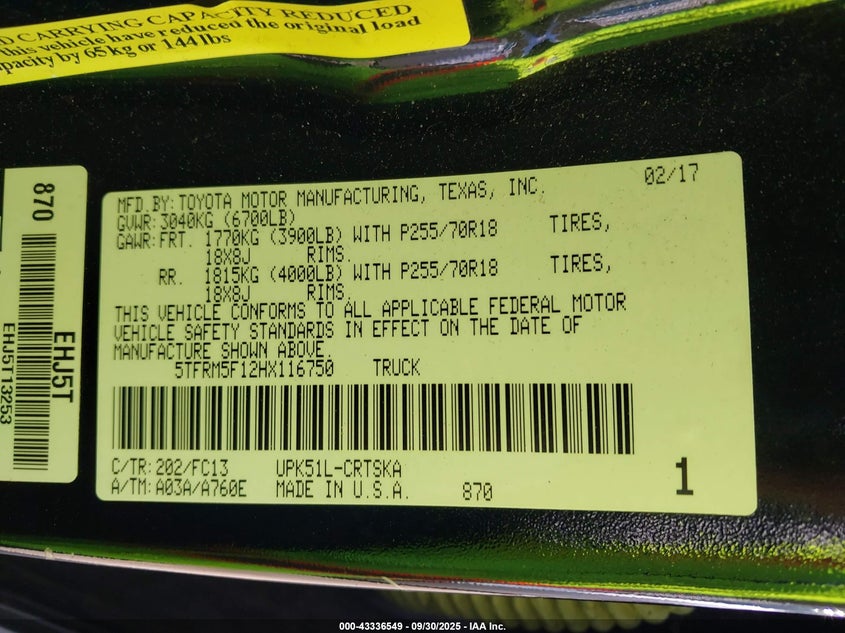 D CARRYING CAPACITY REDUCED
this vehicle have reduced the original load
pacity by 65kg or 144lbs
870
EHJ5T
EHJ5T13253
MFD.BY:TOYOTA MOTOR MANUFACTURING, TEXAS, INC. 02/17
GVWR:3040KG (6700LB)
GAWR:FRT. 1770KG (3900LB) WITH P255/70R18 TIRES,
18X8J RIMS.
RR. 1815KG (4000LB) WITH P255/70R18 TIRES,
18X8J RIMS.
THIS VEHICLE CONFORMS TO ALL APPLICABLE FEDERAL MOTOR
VEHICLE SAFETY STANDARDS IN EFFECT ON THE DATE OF
MANUFACTURE SHOWN ABOVE.
5TFRM5F12HX116750 TRUCK
C/TR:202/FC13 UPK51L-CRTSKA
A/TM:A03A/A760E MADE IN U.S.A. 870
1
000-43336549 - 09/30/2025 - IAA Inc.